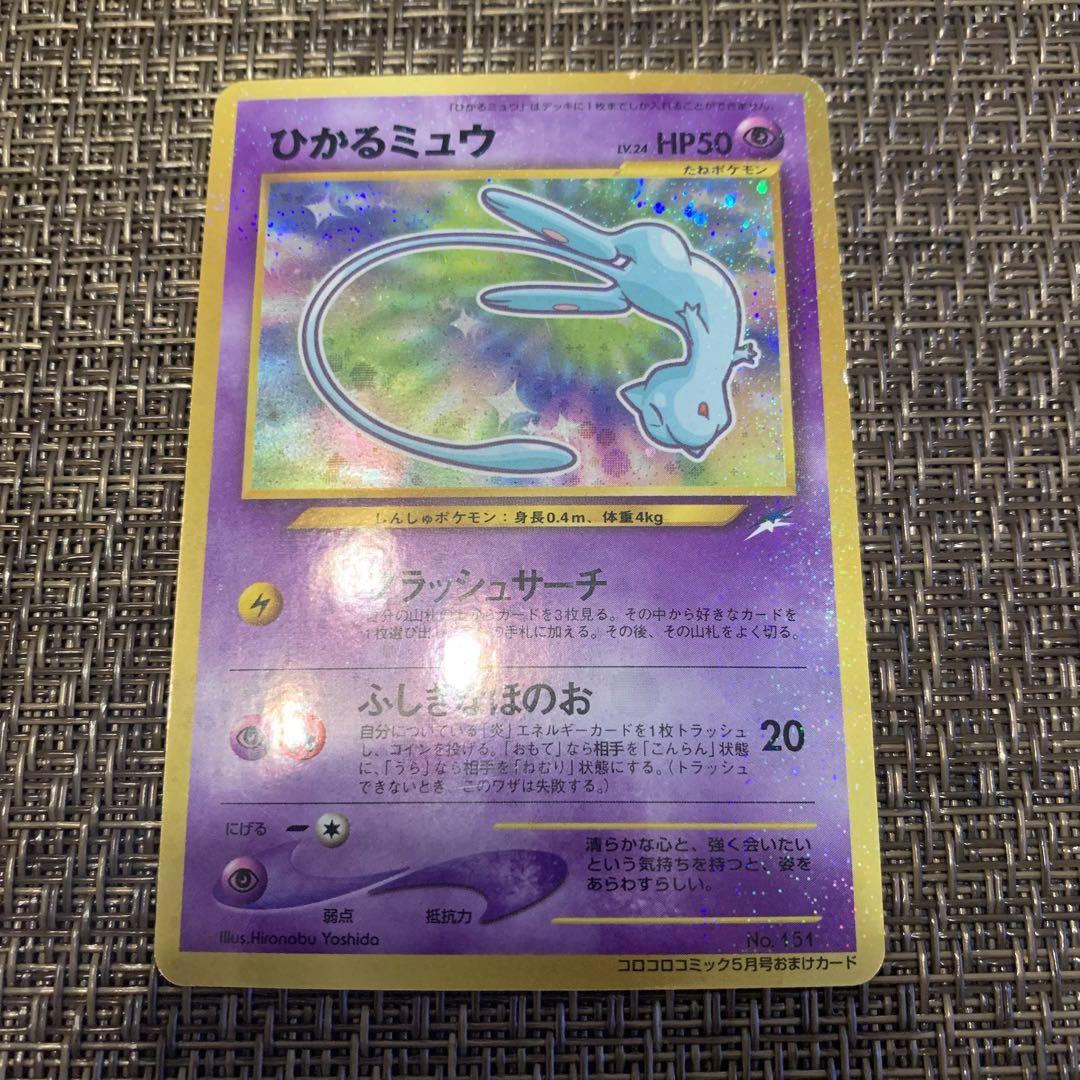 「ひかるミュウ」はデッキに1枚までしか入れることができません。
ひかるミュウ LV.24 HP50
たねポケモン
しんしゅポケモン：身長0.4m、体重4kg
ラッシュサーチ
自分の山札の上からカードを3枚見る。その中から好きなカードを
1枚選び出し、 手札に加える。その後、その山札をよく切る。
ふしぎなほのお 20
自分についている「炎」エネルギーカードを1枚トラッシュ
し、コインを投げる。「おもて」なら相手を「こんらん」状態
に、「うら」なら相手を「ねむり」状態にする。（トラッシュ
できないとき、このワザは失敗する。）
にげる
弱点 抵抗力
清らかな心と、強く会いたい
という気持ちを持つと、姿を
あらわすらしい。
Illus.Hironobu Yoshida
No.151
コロコロコミック5月号おまけカード